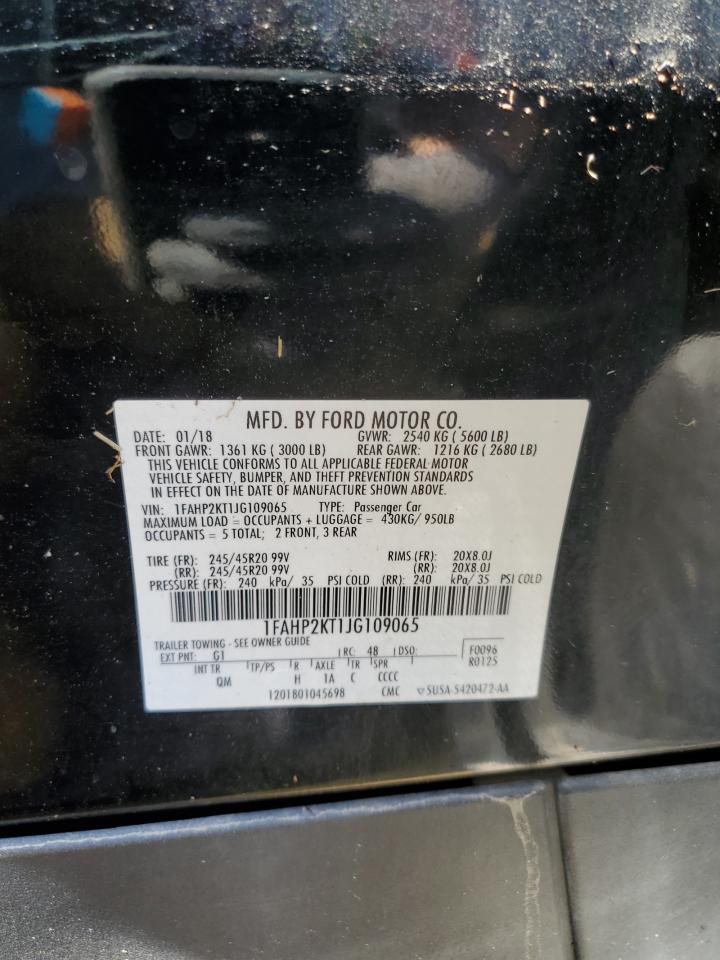 MFD. BY FORD MOTOR CO.
DATE: 01/18 GVWR: 2540 KG ( 5600 LB)
FRONT GAWR: 1361 KG ( 3000 LB) REAR GAWR: 1216 KG ( 2680 LB)
THIS VEHICLE CONFORMS TO ALL APPLICABLE FEDERAL MOTOR
VEHICLE SAFETY, BUMPER, AND THEFT PREVENTION STANDARDS
IN EFFECT ON THE DATE OF MANUFACTURE SHOWN ABOVE.
VIN: 1FAHP2KT1JG109065 TYPE: Passenger Car
MAXIMUM LOAD = OCCUPANTS + LUGGAGE = 430KG/ 950LB
OCCUPANTS = 5 TOTAL; 2 FRONT, 3 REAR
TIRE (FR): 245/45R20 99V RIMS (FR): 20X8.0J
(RR): 245/45R20 99V (RR): 20X8.0J
PRESSURE (FR): 240 kPa/ 35 PSI COLD (RR): 240 kPa/ 35 PSI COLD
1FAHP2KT1JG109065
TRAILER TOWING - SEE OWNER GUIDE
EXT PNT: G1 RC: 48 DSO: F0096
R0125
INT TR TP/PS R AXLE TR SPR
QM H 1A C CCCC
1201801045698 CMC ▽5USA-5420472-AA